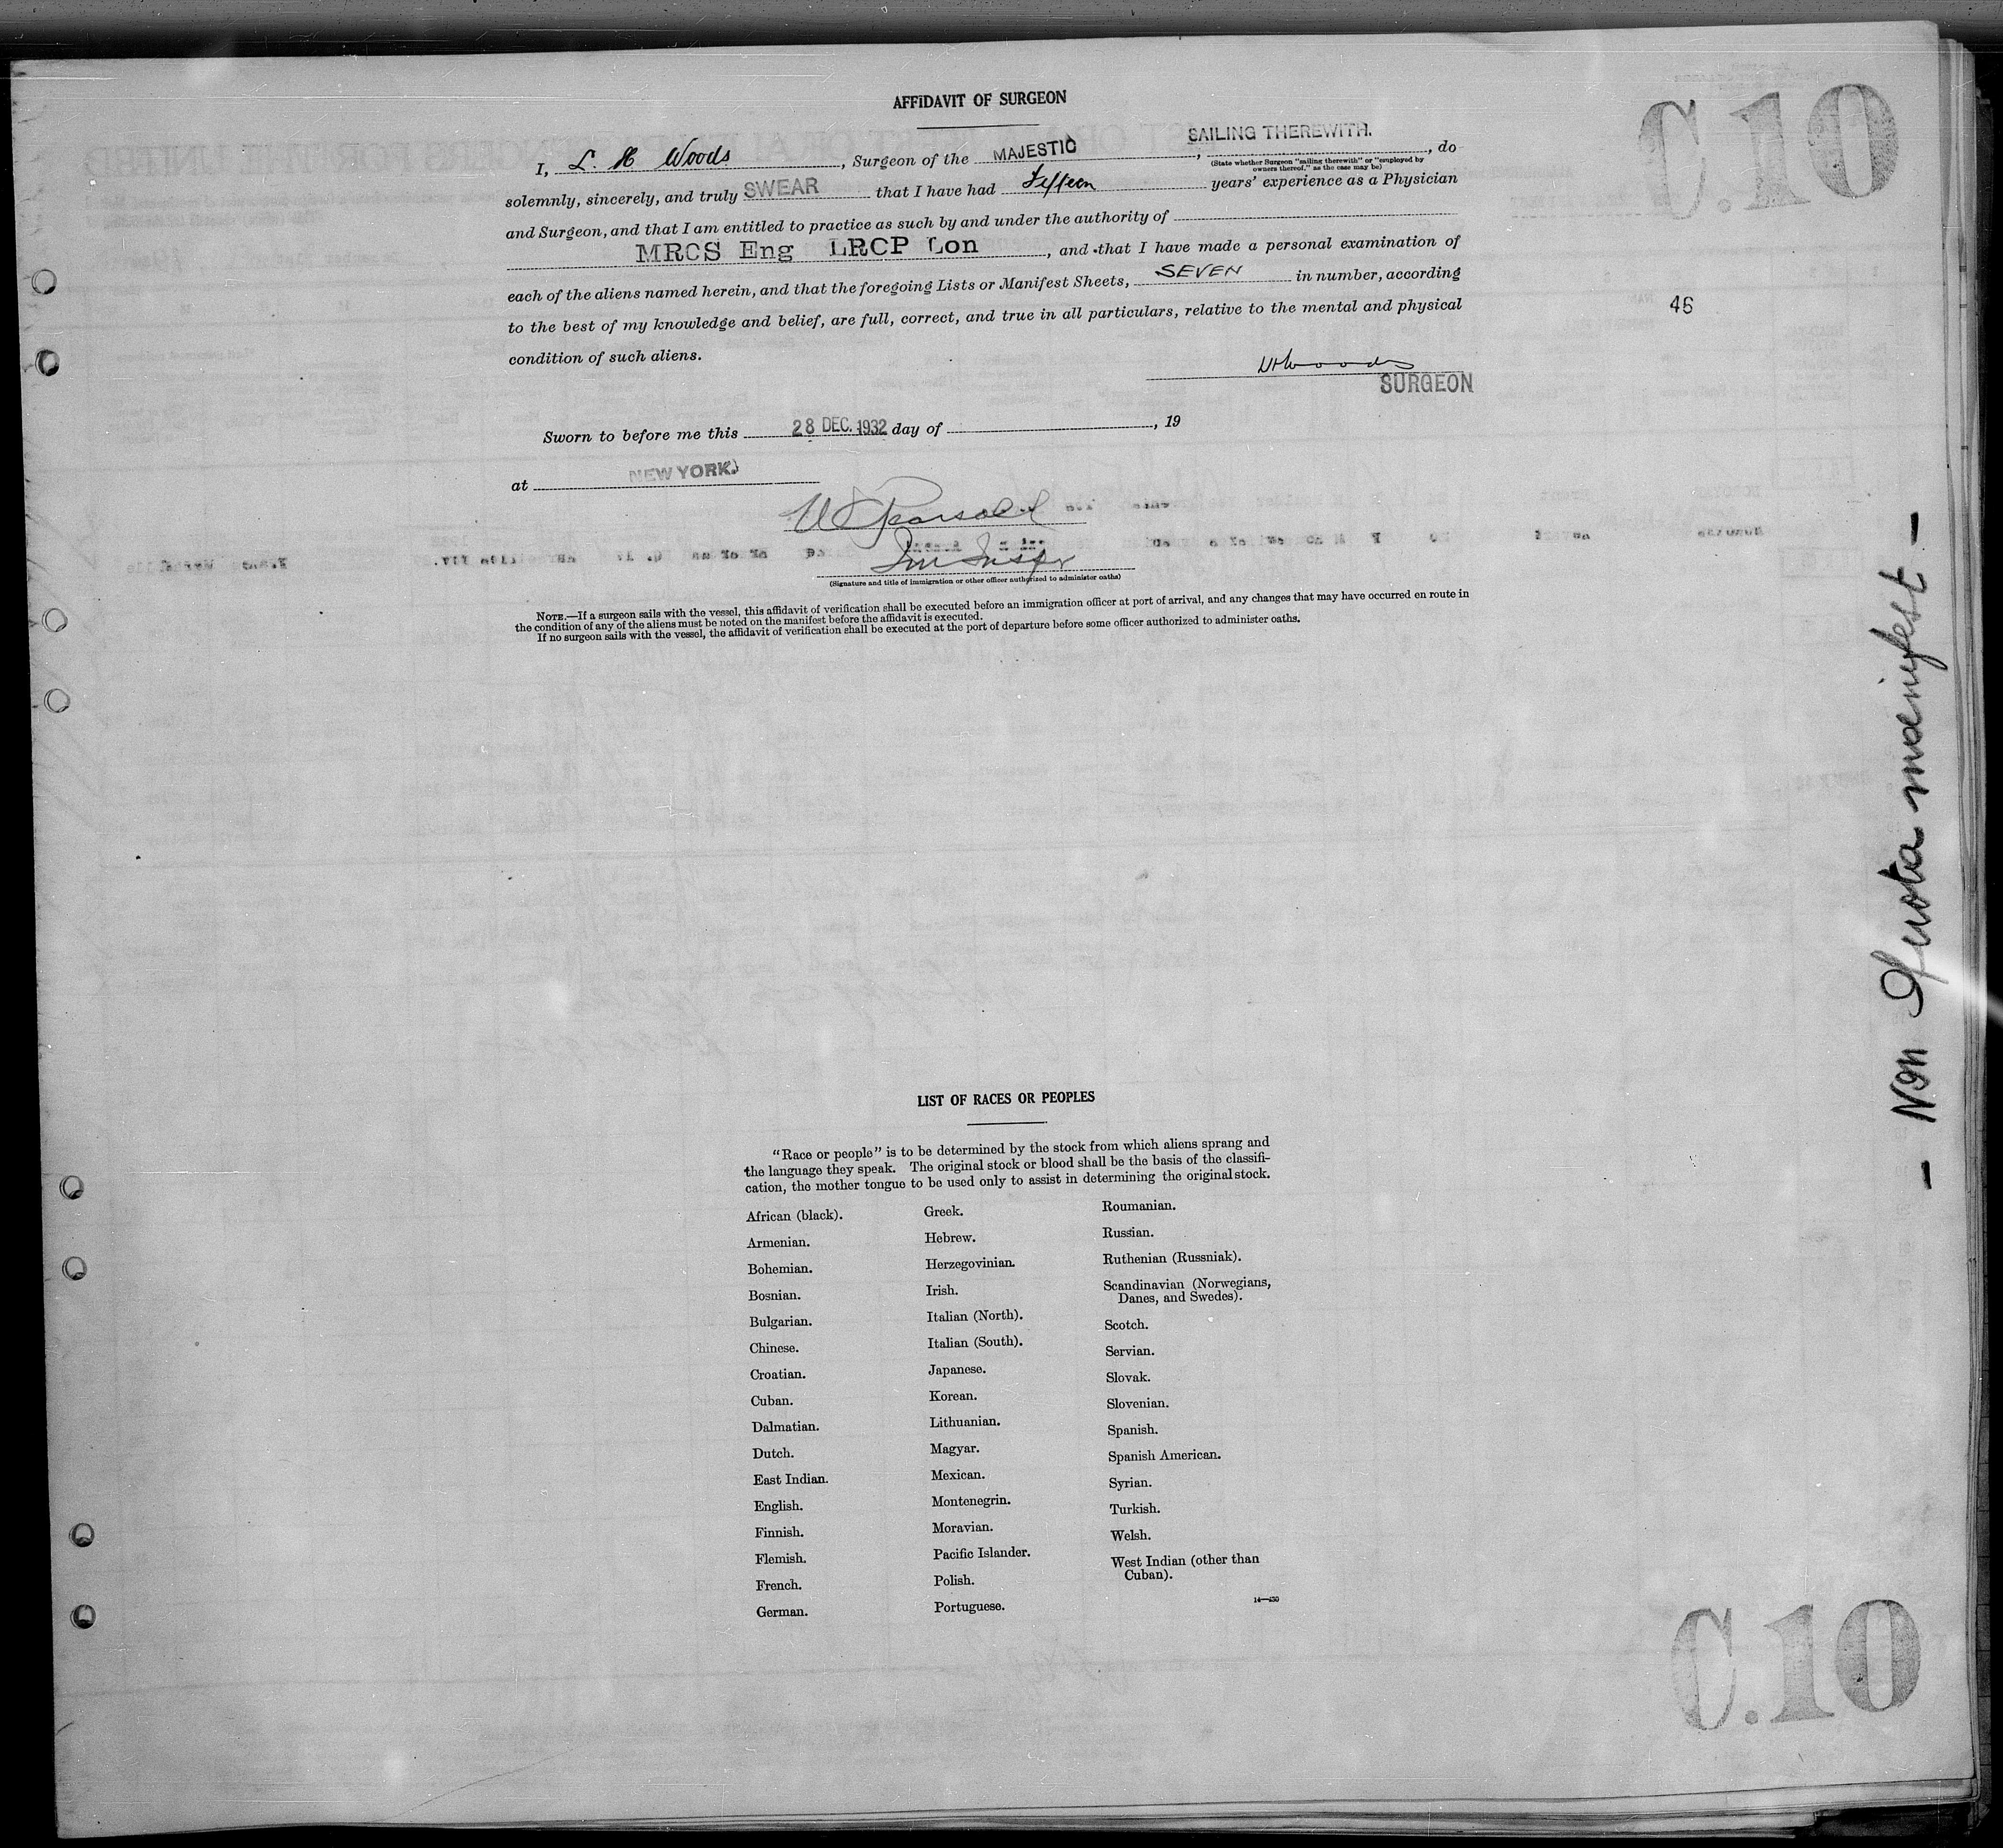 C.10
AFFIDAVIT OF SURGEON
SAILING THEREWITH.
I, L. H Woods, Surgeon of the MAJESTIC, , do
(State whether Surgeon "sailing therewith" or "employed by
owners thereof," as the case may be)
solemnly, sincerely, and truly SWEAR that I have had Fifteen years' experience as a Physician
and Surgeon, and that I am entitled to practice as such by and under the authority of
MRCS Eng LRCP Lon, and that I have made a personal examination of
each of the aliens named herein, and that the foregoing Lists or Manifest Sheets, SEVEN in number, according
to the best of my knowledge and belief, are full, correct, and true in all particulars, relative to the mental and physical
46
condition of such aliens.
LHWoods
SURGEON
Sworn to before me this 28 DEC. 1932 day of , 19
at NEW YORK.
Imm Inspr
(Signature and title of immigration or other officer authorized to administer oaths)
NOTE.—If a surgeon sails with the vessel, this affidavit of verification shall be executed before an immigration officer at port of arrival, and any changes that may have occurred en route in
the condition of any of the aliens must be noted on the manifest before the affidavit is executed.
If no surgeon sails with the vessel, the affidavit of verification shall be executed at the port of departure before some officer authorized to administer oaths.
- Non Quota manifest -
LIST OF RACES OR PEOPLES
"Race or people" is to be determined by the stock from which aliens sprang and
the language they speak. The original stock or blood shall be the basis of the classifi-
cation, the mother tongue to be used only to assist in determining the original stock.
African (black).
Armenian.
Bohemian.
Bosnian.
Bulgarian.
Chinese.
Croatian.
Cuban.
Dalmatian.
Dutch.
East Indian.
English.
Finnish.
Flemish.
French.
German.
Greek.
Hebrew.
Herzegovinian.
Irish.
Italian (North).
Italian (South).
Japanese.
Korean.
Lithuanian.
Magyar.
Mexican.
Montenegrin.
Moravian.
Pacific Islander.
Polish.
Portuguese.
Roumanian.
Russian.
Ruthenian (Russniak).
Scandinavian (Norwegians,
Danes, and Swedes).
Scotch.
Servian.
Slovak.
Slovenian.
Spanish.
Spanish American.
Syrian.
Turkish.
Welsh.
West Indian (other than
Cuban).
14—430
C.10